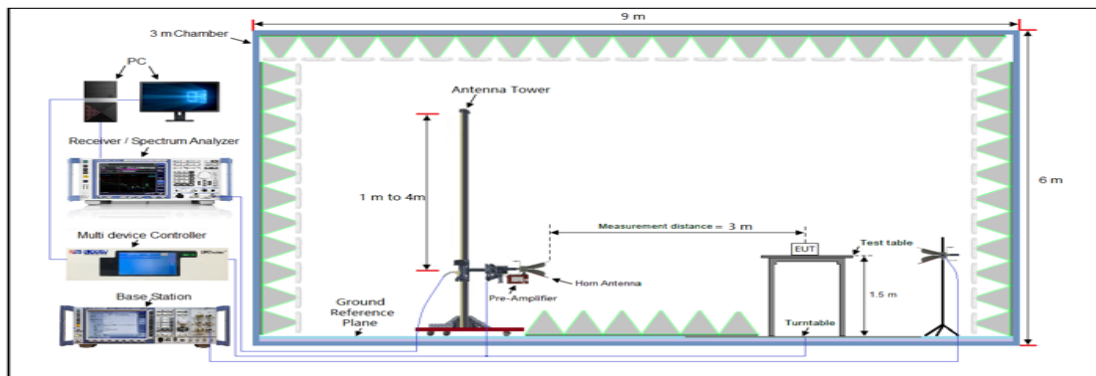 9 m
3 m Chamber
PC
Antenna Tower
Receiver / Spectrum Analyzer
6 m
1 m to 4m
Multi device Controller
Measurement distance = 3 m
EUT
Test table
Horn Antenna
Pre-Amplifier
1.5 m
Base Station
Ground
Reference
Plane
Turntable